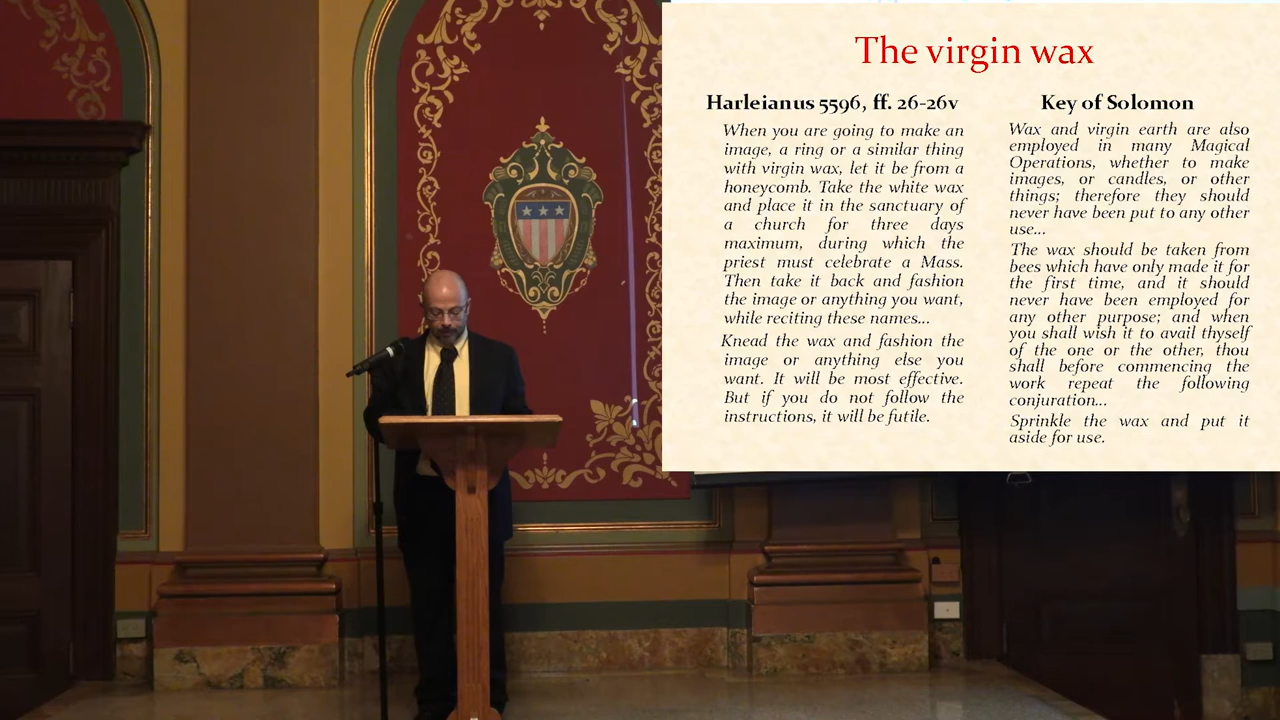 The virgin wax
Harleianus 5596, ff. 26-26v
When you are going to make an
image, a ring or a similar thing
with virgin wax, let it be from a
honeycomb. Take the white wax
and place it in the sanctuary of
a church for three days
maximum, during which the
priest must celebrate a Mass.
Then take it back and fashion
the image or anything you want,
while reciting these names...
Knead the wax and fashion the
image or anything else you
want. It will be most effective.
But if you do not follow the
instructions, it will be futile.
Key of Solomon
Wax and virgin earth are also
employed in many Magical
Operations, whether to make
images, or candles, or other
things; therefore they should
never have been put to any other
use...
The wax should be taken from
bees which have only made it for
the first time, and it should
never have been employed for
any other purpose; and when
you shall wish it to avail thyself
of the one or the other, thou
shall before commencing the
work repeat the following
conjuration...
Sprinkle the wax and put it
aside for use.